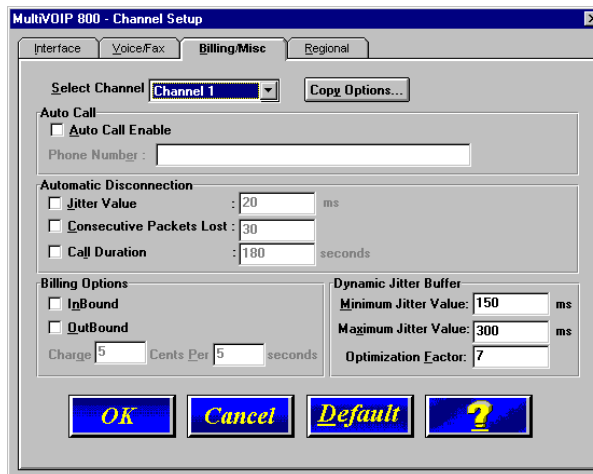 MultiVOIP 800 - Channel Setup
Interface Voice/Fax Billing/Misc Regional
Select Channel Channel 1 Copy Options...
Auto Call
Auto Call Enable
Phone Number :
Automatic Disconnection
Jitter Value : 20 ms
Consecutive Packets Lost : 30
Call Duration : 180 seconds
Billing Options
InBound
OutBound
Charge 5 Cents Per 5 seconds
Dynamic Jitter Buffer
Minimum Jitter Value: 150 ms
Maximum Jitter Value: 300 ms
Optimization Factor: 7
OK Cancel Default ?